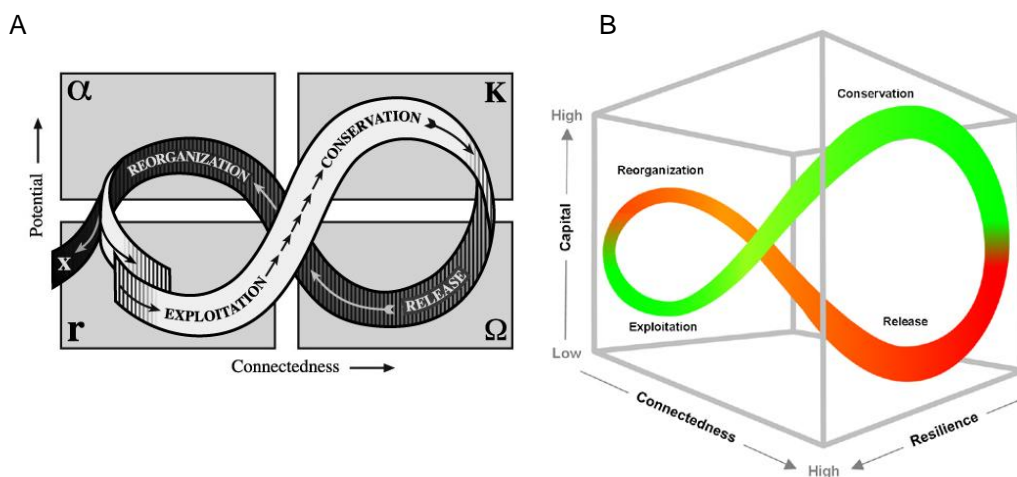 A
α
K
REORGANIZATION
CONSERVATION
Potential
x
EXPLOITATION
RELEASE
r
Ω
Connectedness
B
Conservation
High
Reorganization
Capital
Exploitation
Release
Low
Connectedness
Resilience
High